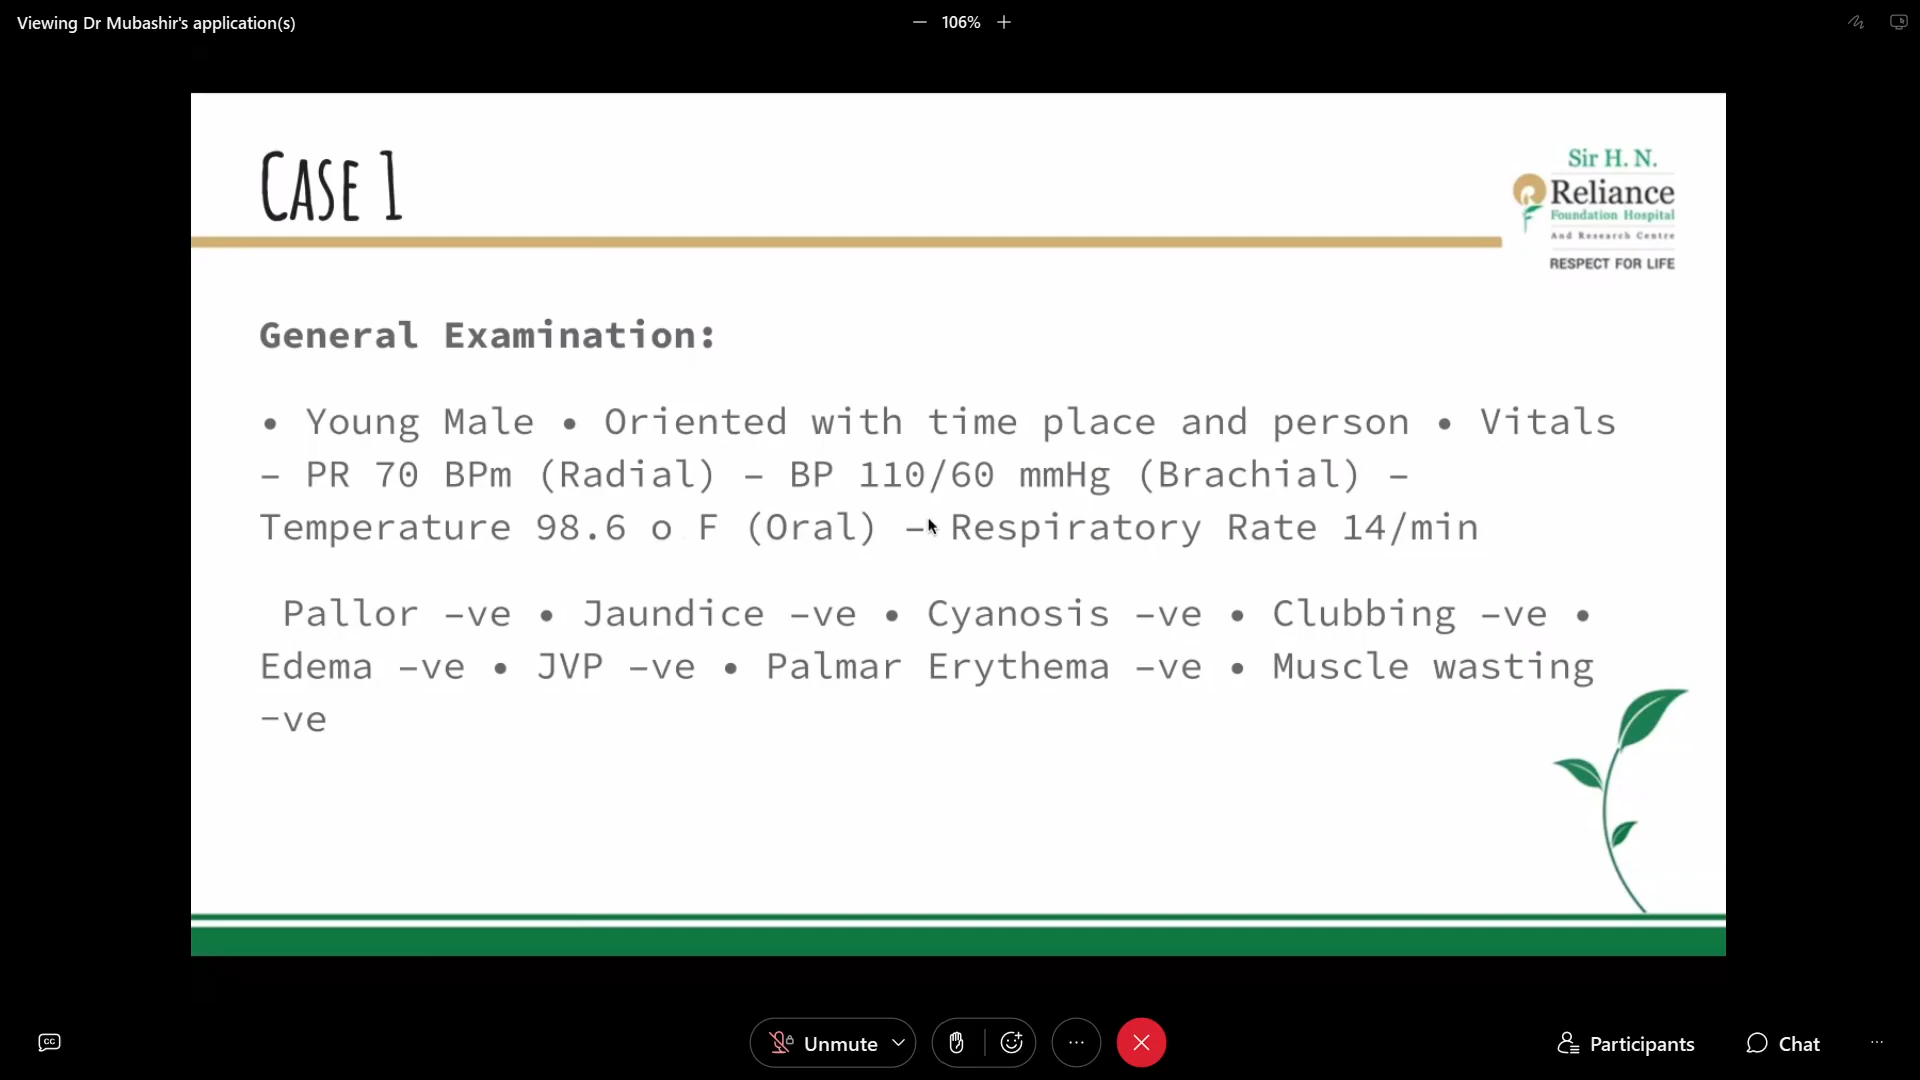 Viewing Dr Mubashir's application(s)
106%
CASE 1
Sir H. N.
Reliance
Foundation Hospital
And Research Centre
RESPECT FOR LIFE
General Examination:
• Young Male • Oriented with time place and person • Vitals
– PR 70 BPm (Radial) – BP 110/60 mmHg (Brachial) –
Temperature 98.6 o F (Oral) – Respiratory Rate 14/min
Pallor –ve • Jaundice –ve • Cyanosis –ve • Clubbing –ve •
Edema –ve • JVP –ve • Palmar Erythema –ve • Muscle wasting
–ve
CC
Unmute
Participants
Chat